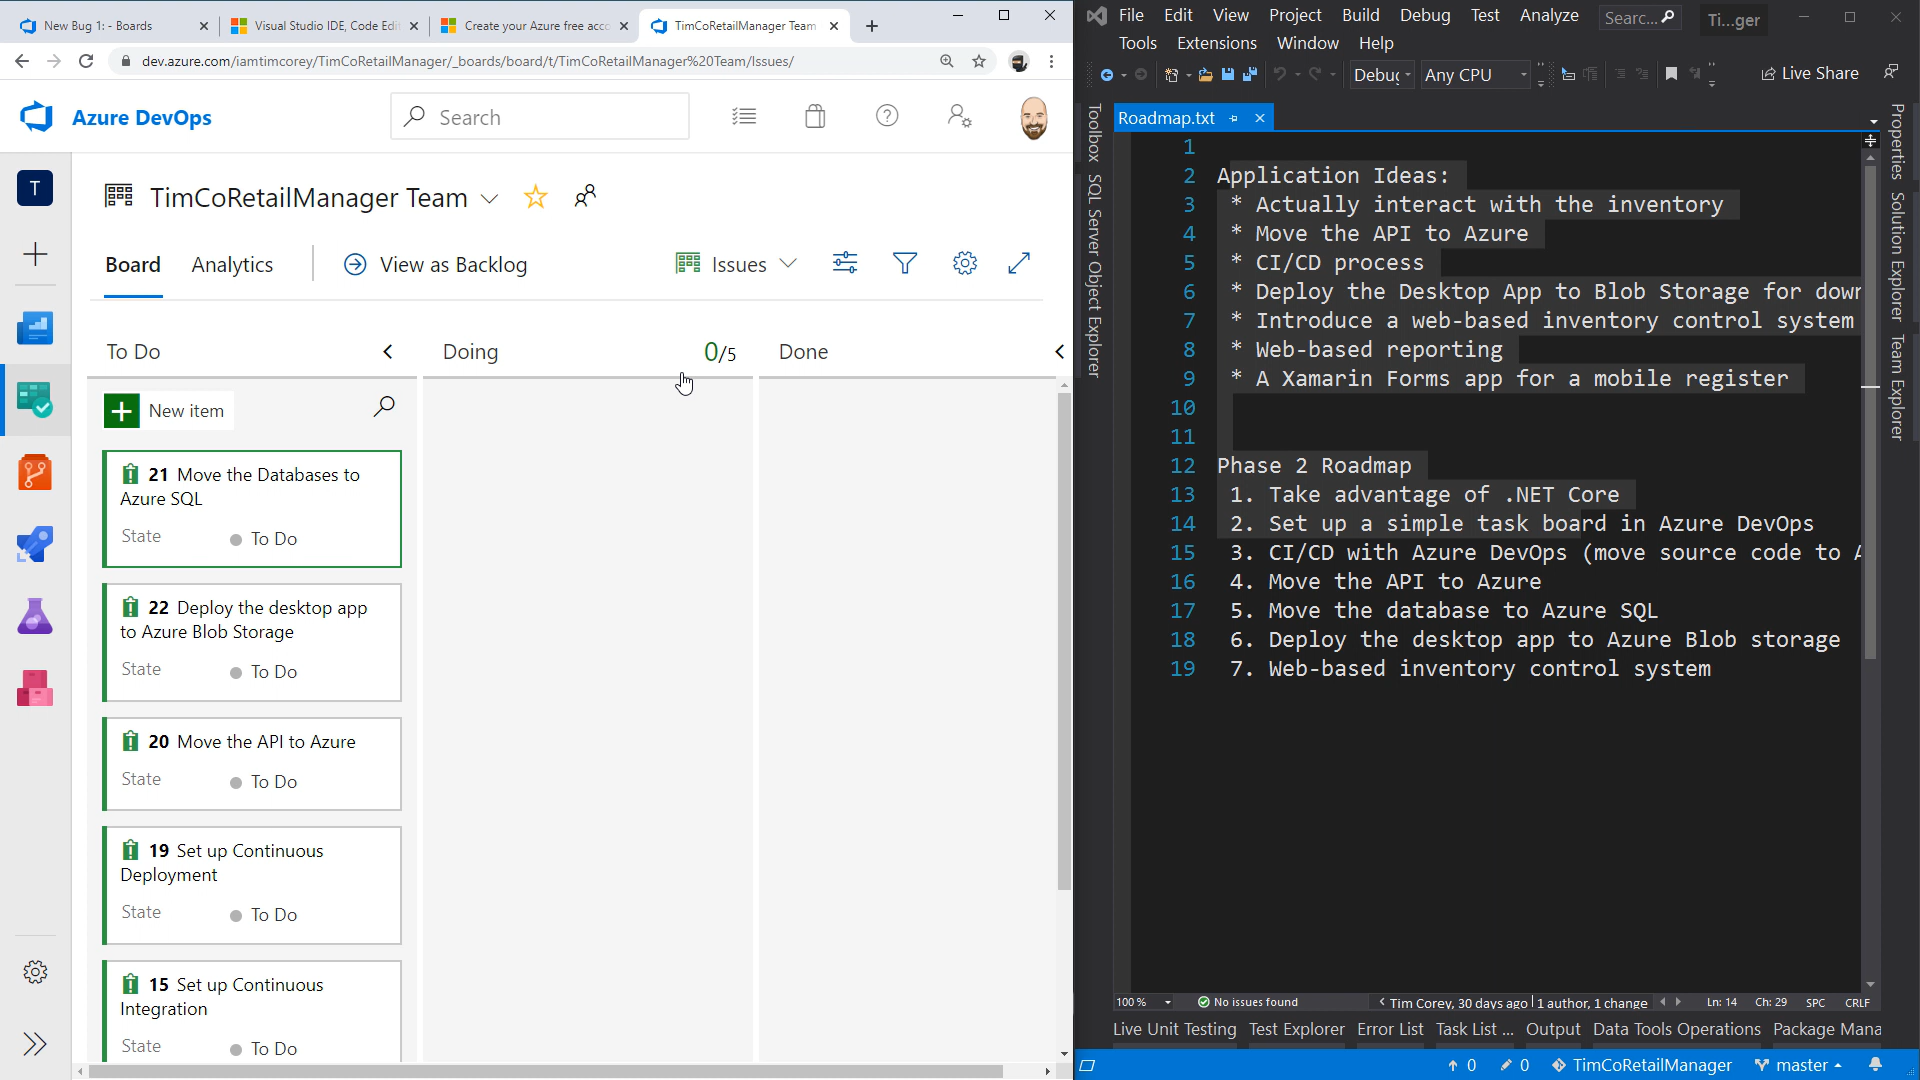 New Bug 1: - Boards
Visual Studio IDE, Code Edi
Create your Azure free acco
TimCoRetailManager Team
dev.azure.com/iamtimcorey/TimCoRetailManager/_boards/board/t/TimCoRetailManager%20Team/Issues/
Azure DevOps
Search
T
TimCoRetailManager Team
Board
Analytics
View as Backlog
Issues
To Do
Doing
0/5
Done
New item
21 Move the Databases to
Azure SQL
State
To Do
22 Deploy the desktop app
to Azure Blob Storage
State
To Do
20 Move the API to Azure
State
To Do
19 Set up Continuous
Deployment
State
To Do
15 Set up Continuous
Integration
State
To Do
File Edit View Project Build Debug Test Analyze
Searc...
Ti...ger
Tools Extensions Window Help
Debug
Any CPU
Live Share
Toolbox
SQL Server Object Explorer
Roadmap.txt
1
2 Application Ideas:
3 * Actually interact with the inventory
4 * Move the API to Azure
5 * CI/CD process
6 * Deploy the Desktop App to Blob Storage for down
7 * Introduce a web-based inventory control system
8 * Web-based reporting
9 * A Xamarin Forms app for a mobile register
10
11
12 Phase 2 Roadmap
13 1. Take advantage of .NET Core
14 2. Set up a simple task board in Azure DevOps
15 3. CI/CD with Azure DevOps (move source code to A
16 4. Move the API to Azure
17 5. Move the database to Azure SQL
18 6. Deploy the desktop app to Azure Blob storage
19 7. Web-based inventory control system
Properties
Solution Explorer
Team Explorer
100 %
No issues found
Tim Corey, 30 days ago | 1 author, 1 change
Ln: 14
Ch: 29
SPC
CRLF
Live Unit Testing
Test Explorer
Error List
Task List ...
Output
Data Tools Operations
Package Mana
0
0
TimCoRetailManager
master